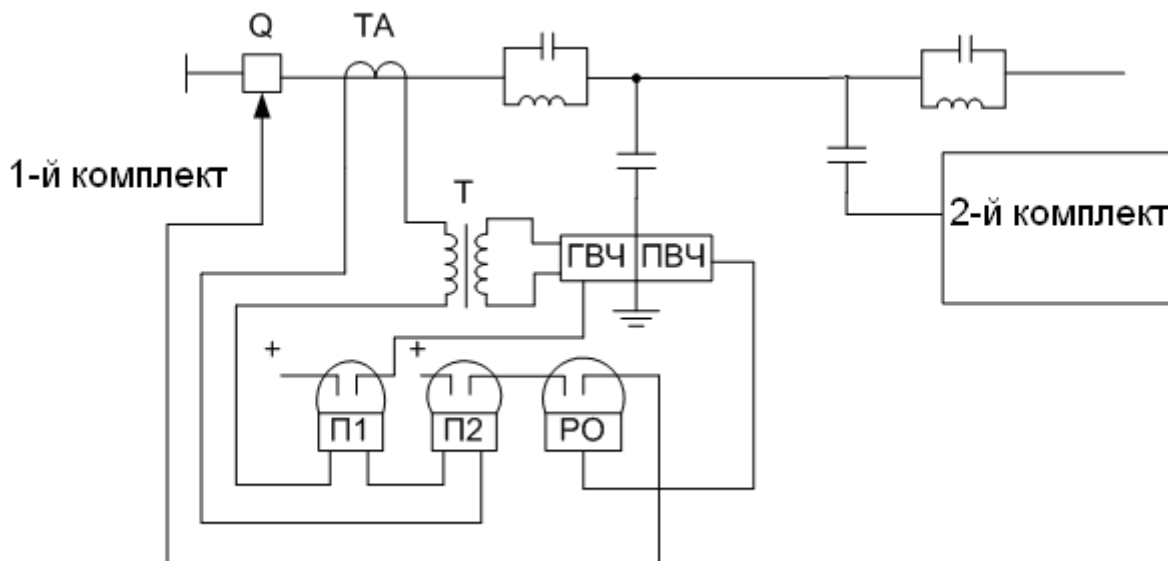 Q
TA
1-й комплект
T
2-й комплект
ГВЧ
ПВЧ
+
+
П1
П2
РО